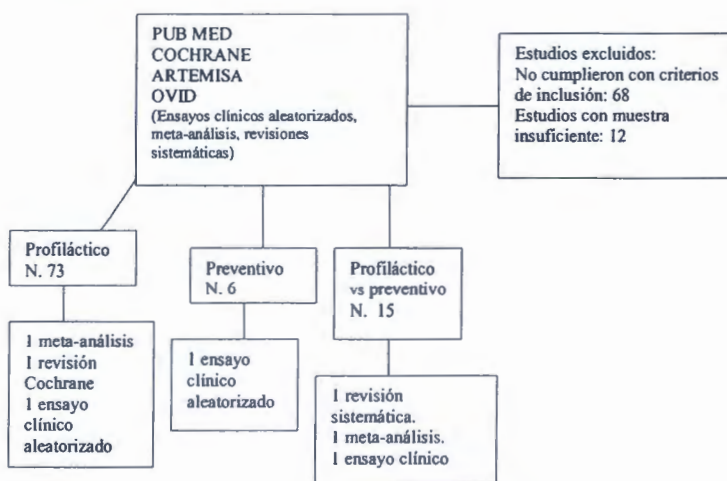 PUB MED
COCHRANE
ARTEMISA
OVID
(Ensayos clínicos aleatorizados,
meta-análisis, revisiones
sistemáticas)
Estudios excluidos:
No cumplieron con criterios
de inclusión: 68
Estudios con muestra
insuficiente: 12
Profiláctico
N. 73
Preventivo
N. 6
Profiláctico
vs preventivo
N. 15
1 meta-análisis
1 revisión
Cochrane
1 ensayo
clínico
aleatorizado
1 ensayo
clínico
aleatorizado
1 revisión
sistemática.
1 meta-análisis.
1 ensayo clínico